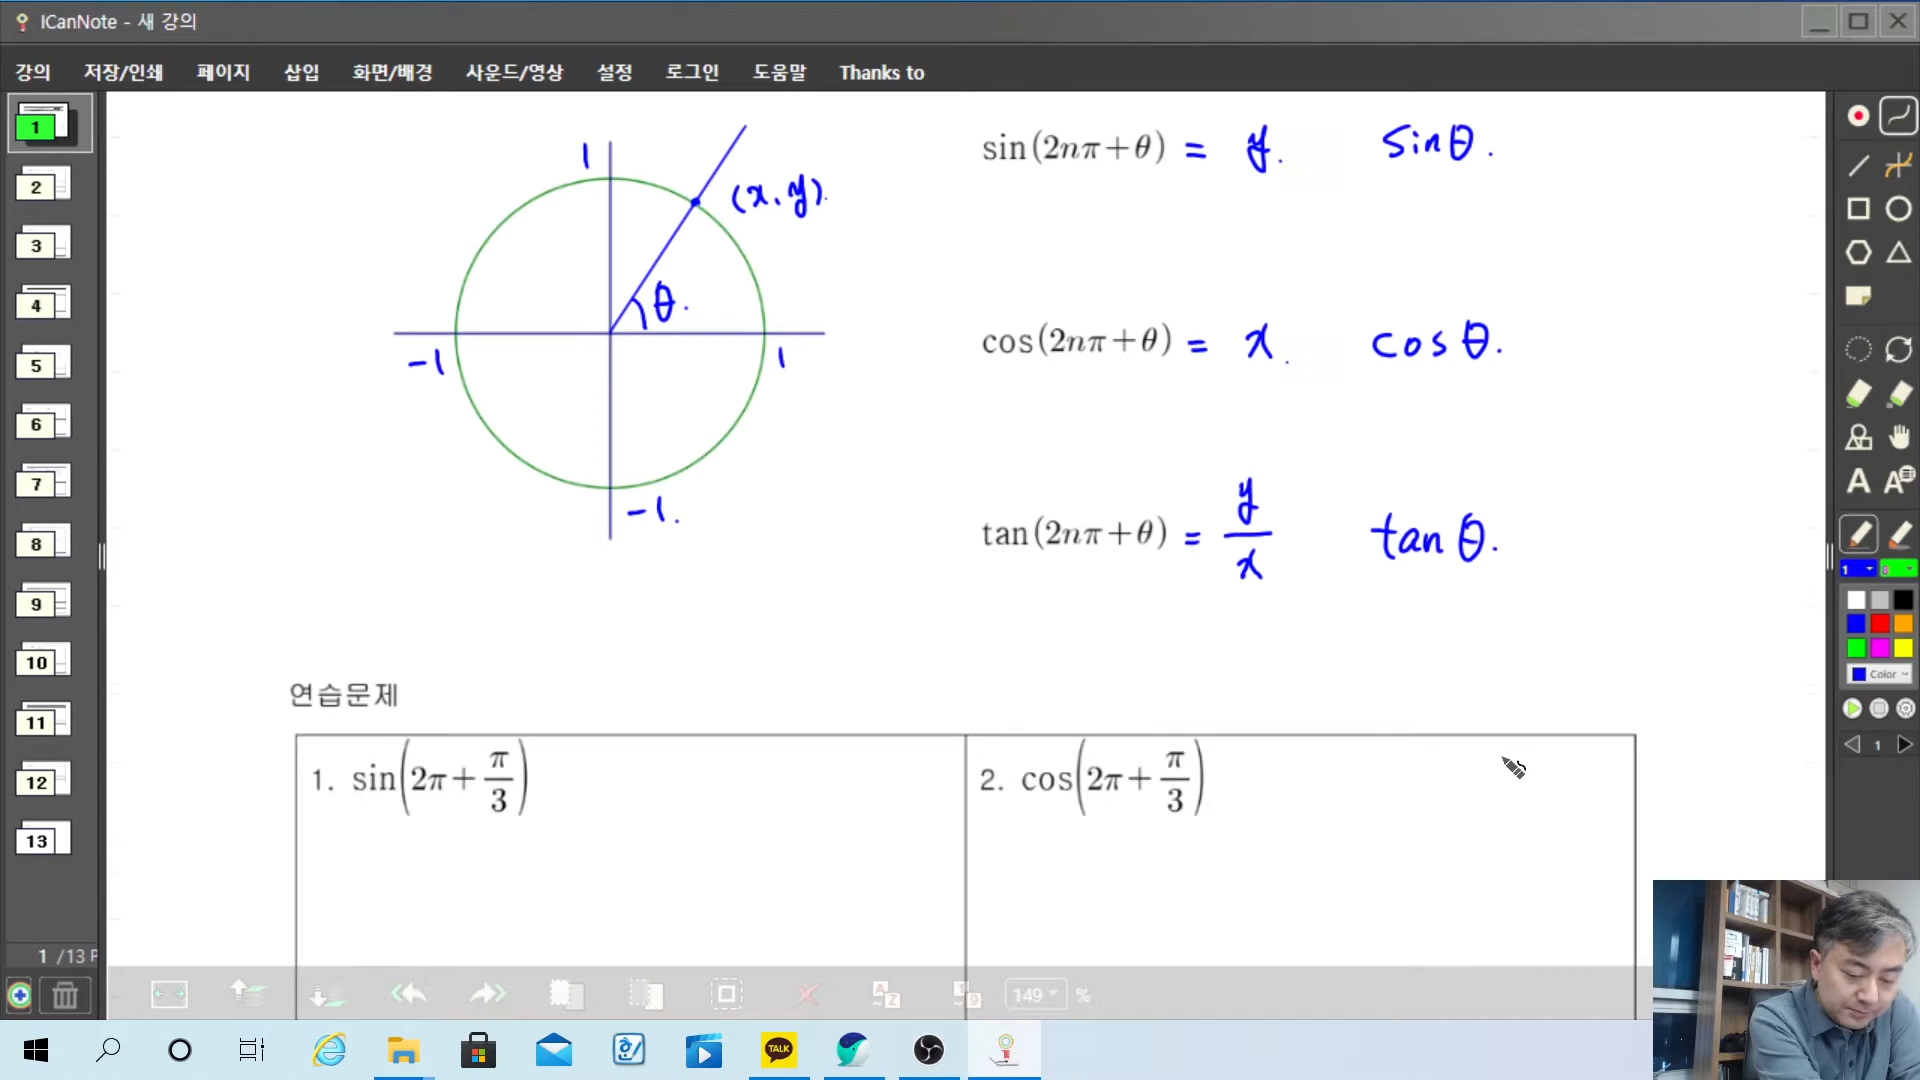 ICanNote - 새 강의
강의 저장/인쇄 페이지 삽입 화면/배경 사운드/영상 설정 로그인 도움말 Thanks to
1
2
3
4
5
6
7
8
9
10
11
12
13
1 /13 P
1
(x, y).
θ.
-1
1
-1.
sin(2nπ+θ) = y. sinθ.
cos(2nπ+θ) = x. cosθ.
tan(2nπ+θ) = y/x tanθ.
연습문제
1. sin(2π+π/3)
2. cos(2π+π/3)
149 %
Color
1
TALK